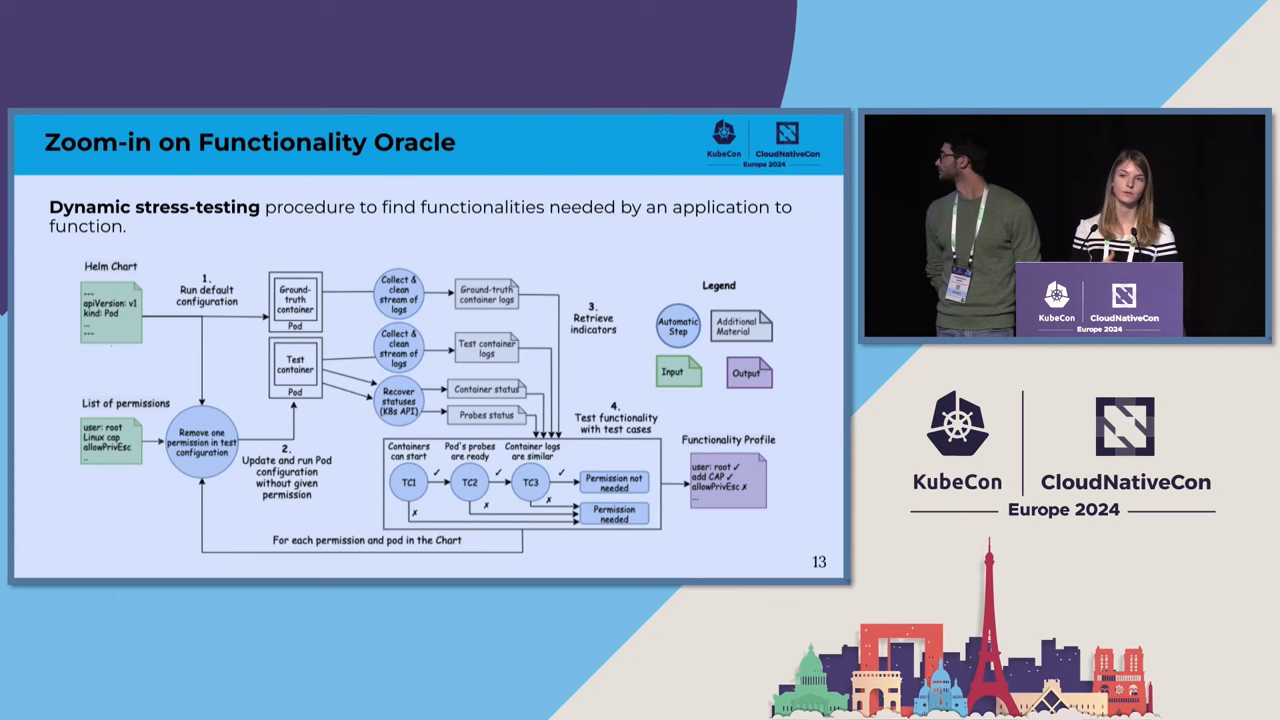 Zoom-in on Functionality Oracle
KubeCon
CloudNativeCon
Europe 2024
Dynamic stress-testing procedure to find functionalities needed by an application to
function.
Helm Chart
---
apiVersion: v1
kind: Pod
...
---
1.
Run default
configuration
Ground-
truth
container
Pod
Collect &
clean
stream of
logs
Ground-truth
container logs
3.
Retrieve
indicators
Legend
Automatic
Step
Additional
Material
Input
Output
Test
container
Pod
Collect &
clean
stream of
logs
Test container
logs
Recover
statuses
(K8s API)
Container status
Probes status
List of permissions
user: root
Linux cap
allowPrivEsc
..
Remove one
permission in test
configuration
2.
Update and run Pod
configuration
without given
permission
4.
Test functionality
with test cases
Containers
can start
Pod's probes
are ready
Container logs
are similar
TC1
✓
TC2
✓
TC3
✓
Permission not
needed
✗
✗
✗
Permission
needed
Functionality Profile
user: root ✓
add CAP ✓
allowPrivEsc ✗
...
For each permission and pod in the Chart
13
KubeCon
CloudNativeCon
Europe 2024
KubeCon
CloudNativeCon
Europe 2024